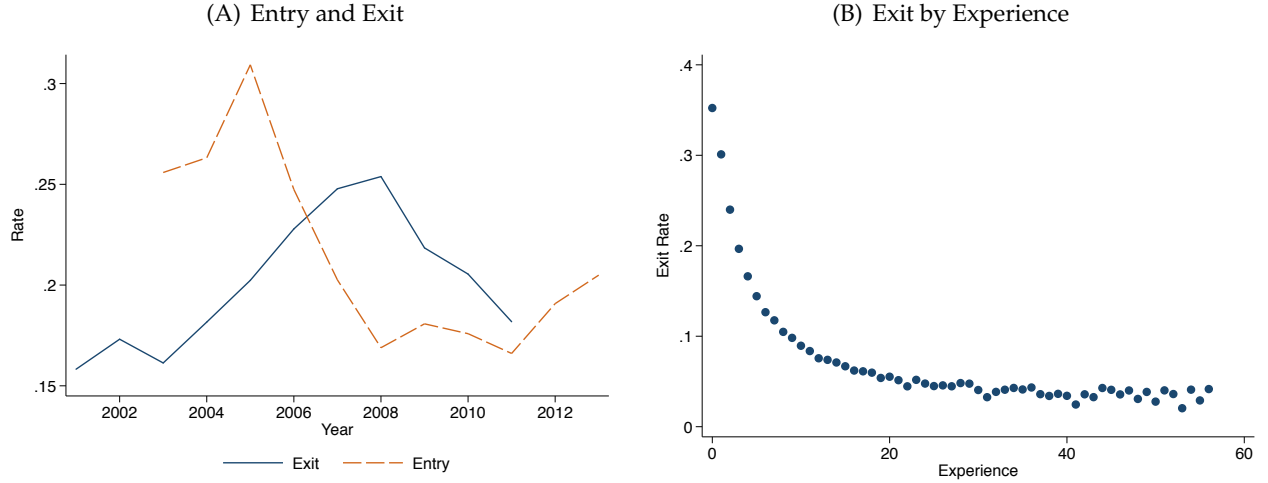 (A) Entry and Exit
.3
.25
.2
.15
Rate
2002 2004 2006 2008 2010 2012
Year
Exit Entry
(B) Exit by Experience
.4
.3
.2
.1
0
Exit Rate
0 20 40 60
Experience